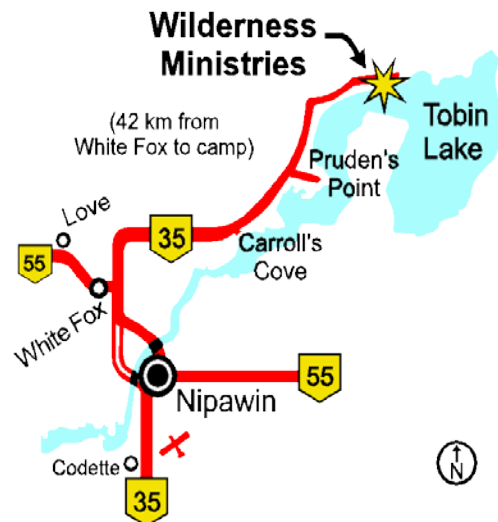 Wilderness
Ministries
(42 km from
White Fox to camp)
Tobin
Lake
Pruden's
Point
Love
35
Carroll's
Cove
55
White Fox
55
Nipawin
Codette
35
N